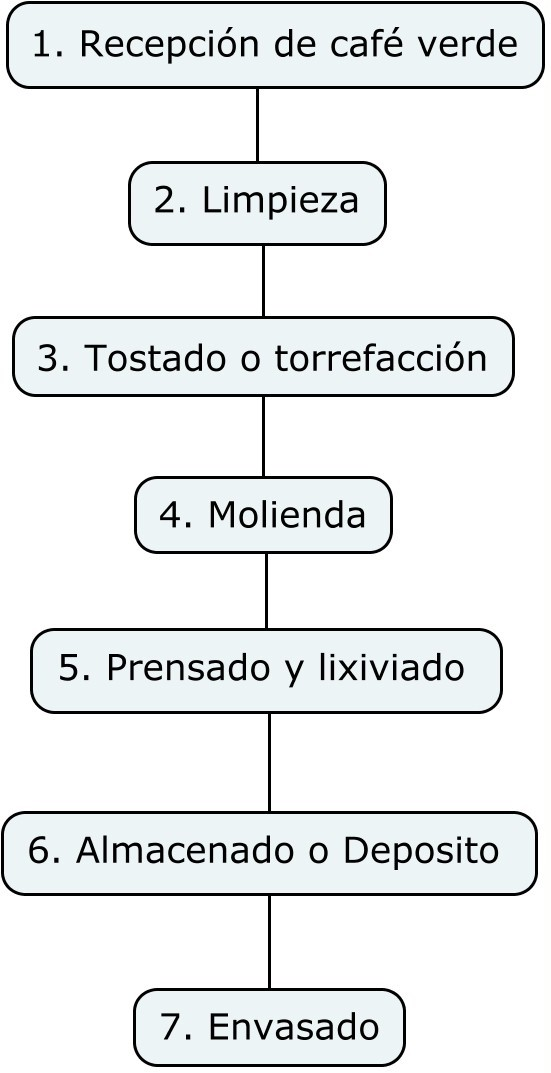 1. Recepción de café verde
2. Limpieza
3. Tostado o torrefacción
4. Molienda
5. Prensado y lixiviado
6. Almacenado o Deposito
7. Envasado